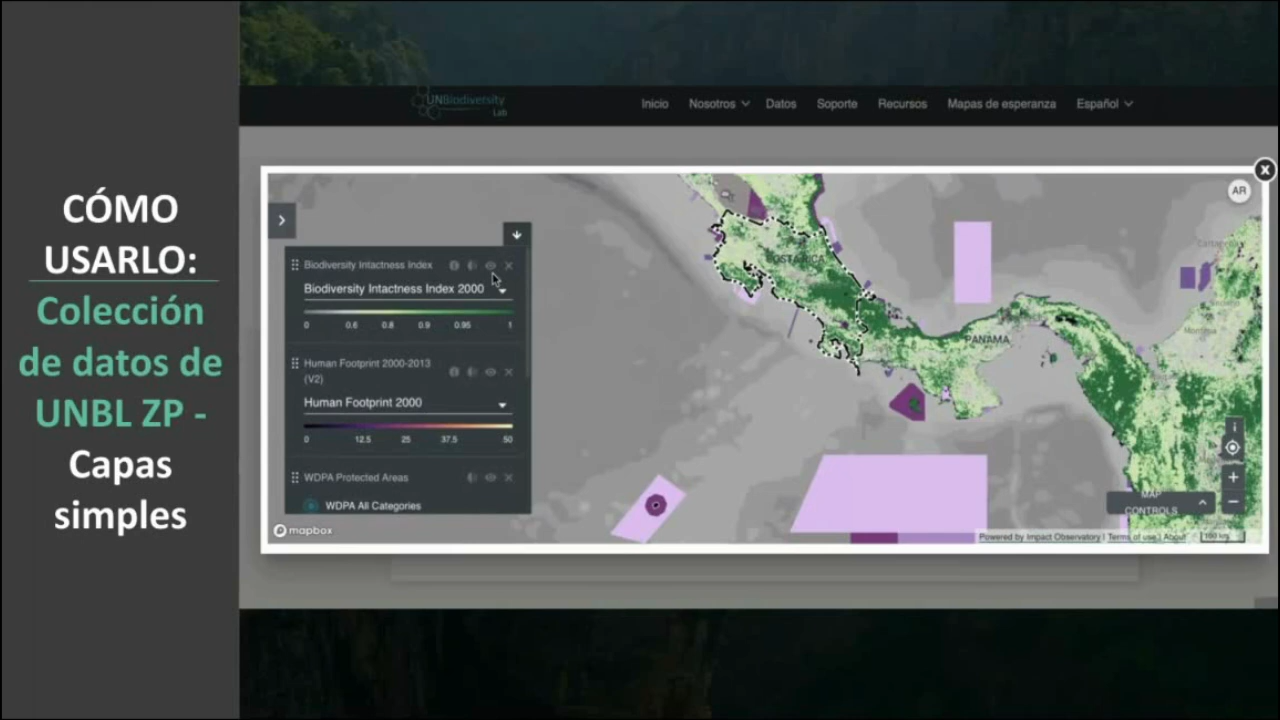 CÓMO
USARLO:
Colección
de datos de
UNBL ZP -
Capas
simples
UNBiodiversity
Lab
Inicio
Nosotros
Datos
Soporte
Recursos
Mapas de esperanza
Español
X
AR
Biodiversity Intactness Index
Biodiversity Intactness Index 2000
0 0.6 0.8 0.9 0.95 1
Human Footprint 2000-2013
(V2)
Human Footprint 2000
0 12.5 25 37.5 50
WDPA Protected Areas
WDPA All Categories
mapbox
COSTA RICA
PANAMA
MAP
CONTROLS
Powered by Impact Observatory | Terms of use | About
100 km